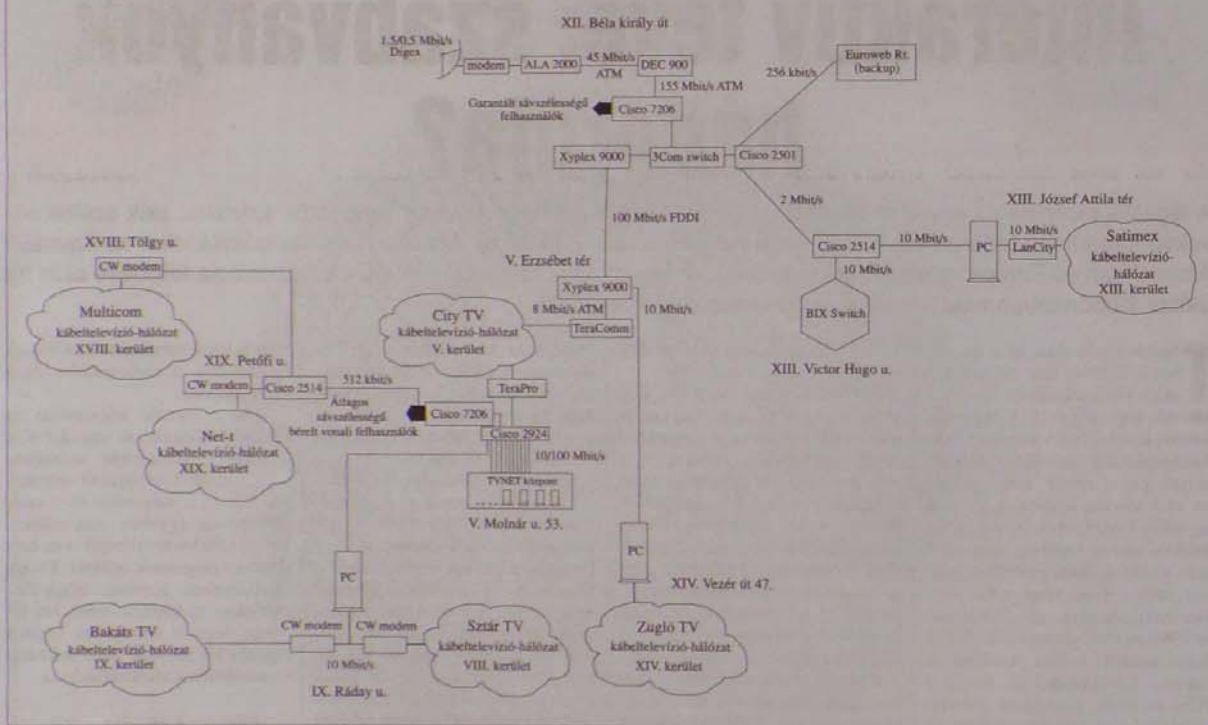 XII. Béla király út
1.5/0.5 Mbit/s
Digex
modem
ALA 2000
45 Mbit/s
ATM
DEC 900
155 Mbit/s ATM
Garantált sávszélességű
felhasználók
Cisco 7206
256 kbit/s
Euroweb Rt.
(backup)
Xyplex 9000
3Com switch
Cisco 2501
100 Mbit/s FDDI
2 Mbit/s
XIII. József Attila tér
Cisco 2514
10 Mbit/s
PC
10 Mbit/s
LanCity
Satimex
kábeltelevízió-
hálózat
XIII. kerület
10 Mbit/s
BIX Switch
XIII. Victor Hugo u.
XVIII. Tölgy u.
CW modem
Multicom
kábeltelevízió-hálózat
XVIII. kerület
V. Erzsébet tér
Xyplex 9000
8 Mbit/s ATM
10 Mbit/s
TeraComm
City TV
kábeltelevízió-hálózat
V. kerület
TeraPro
XIX. Petőfi u.
CW modem
Cisco 2514
512 kbit/s
Átlagos
sávszélességű
bérelt vonali felhasználók
Cisco 7206
Cisco 2924
10/100 Mbit/s
Net-t
kábeltelevízió-hálózat
XIX. kerület
TVNET központ
V. Molnár u. 53.
PC
PC
XIV. Vezér út 47.
Bakáts TV
kábeltelevízió-hálózat
IX. kerület
CW modem
CW modem
10 Mbit/s
IX. Ráday u.
Sztár TV
kábeltelevízió-hálózat
VIII. kerület
Zugló TV
kábeltelevízió-hálózat
XIV. kerület